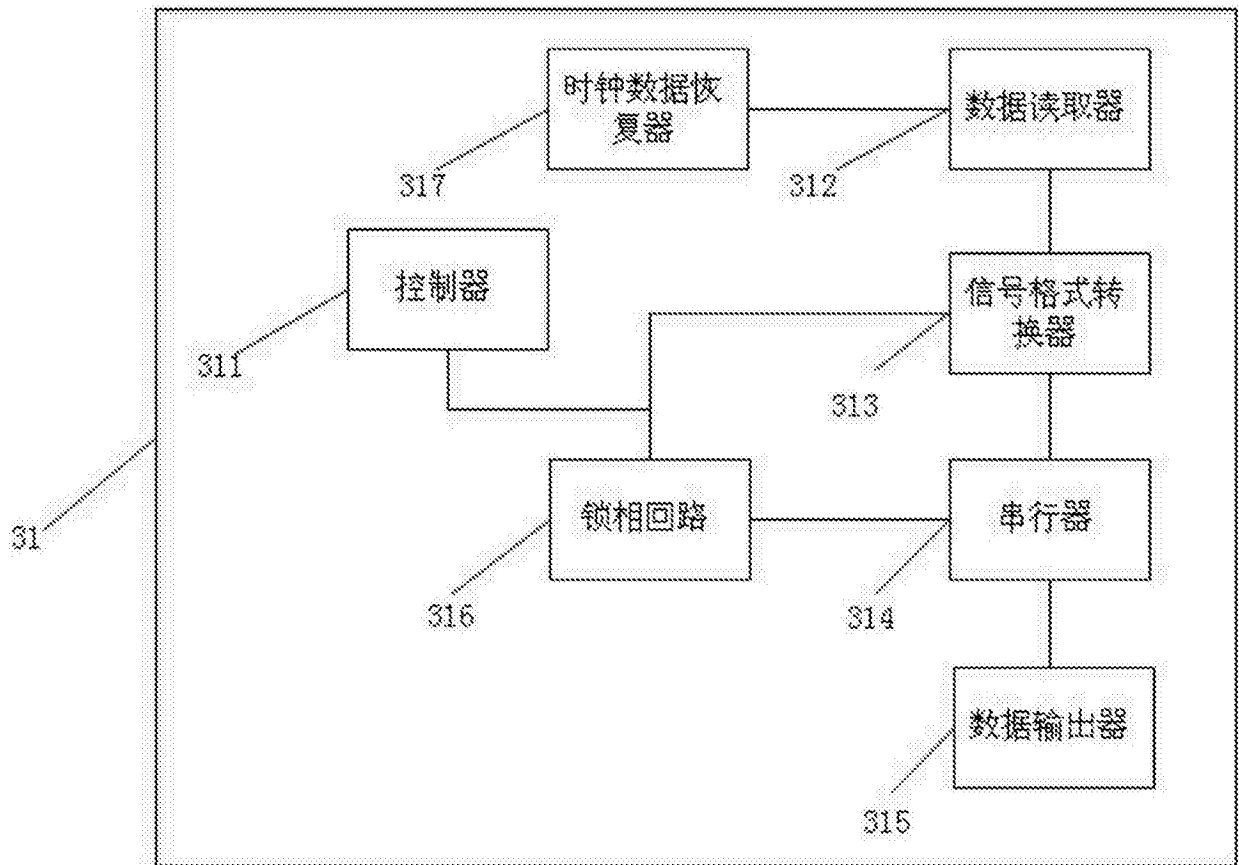 时钟数据恢
复器
数据读取器
317
312
控制器
信号格式转
换器
311
313
锁相回路
串行器
31
316
314
数据输出器
315